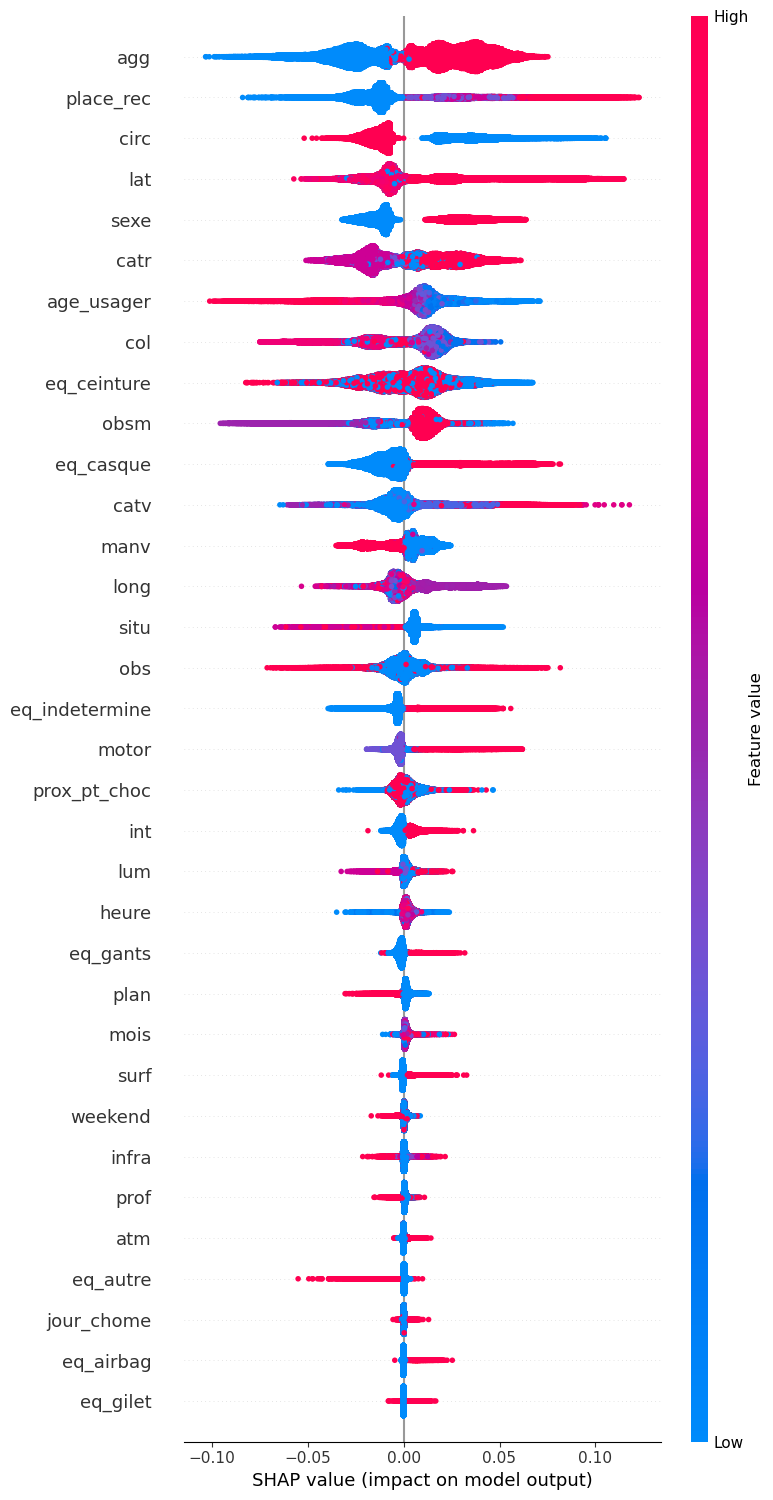 High
agg
place_rec
circ
lat
sexe
catr
age_usager
col
eq_ceinture
obsm
eq_casque
catv
manv
long
situ
obs
eq_indetermine
motor
prox_pt_choc
int
lum
heure
eq_gants
plan
mois
surf
weekend
infra
prof
atm
eq_autre
jour_chome
eq_airbag
eq_gilet
Feature value
Low
−0.10 −0.05 0.00 0.05 0.10
SHAP value (impact on model output)